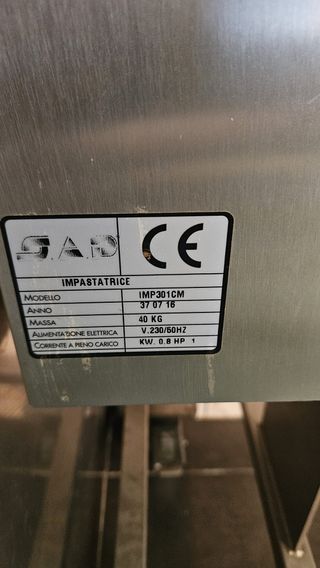 S.A.P
CE
IMPASTATRICE
MODELLO IMP301CM
ANNO 37 07 16
MASSA 40 KG
ALIMENTAZIONE ELETTRICA V.230/50HZ
CORRENTE A PIENO CARICO KW. 0.8 HP 1